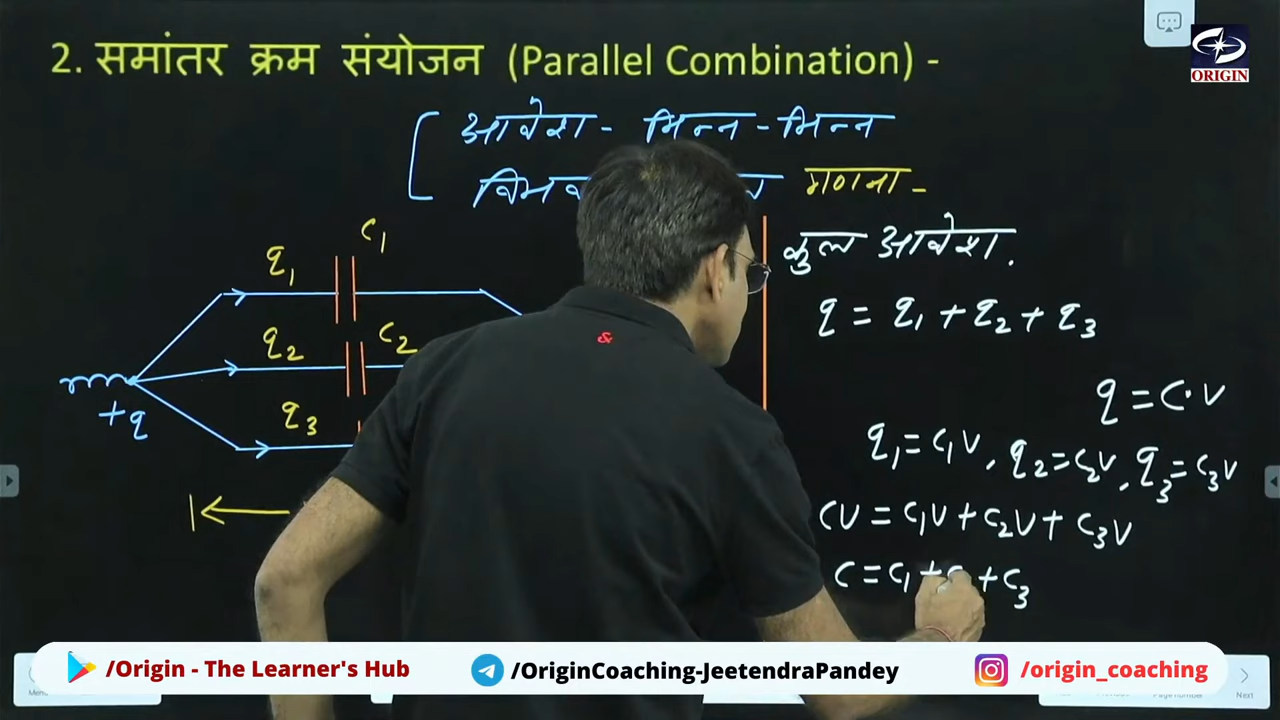 2. समांतर क्रम संयोजन (Parallel Combination) -
ORIGIN
आवेश - भिन्न - भिन्न
गणना -
कुल आवेश.
q = q1 + q2 + q3
q = C·V
q1 = C1V, q2 = C2V, q3 = C3V
CV = C1V + C2V + C3V
C = C1 + + C3
C1
q1
q2
C2
q3
+q
&
/Origin - The Learner's Hub
/OriginCoaching-JeetendraPandey
/origin_coaching
Next